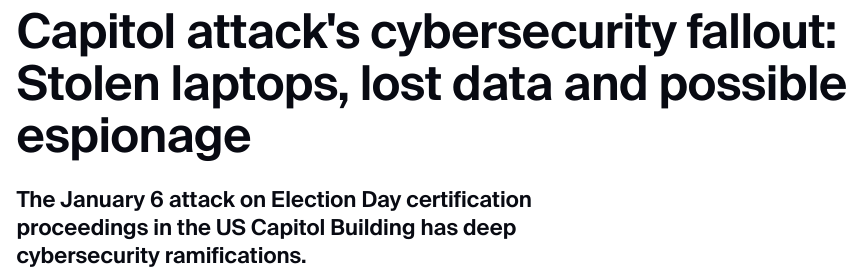 Capitol attack's cybersecurity fallout:
Stolen laptops, lost data and possible
espionage
The January 6 attack on Election Day certification
proceedings in the US Capitol Building has deep
cybersecurity ramifications.